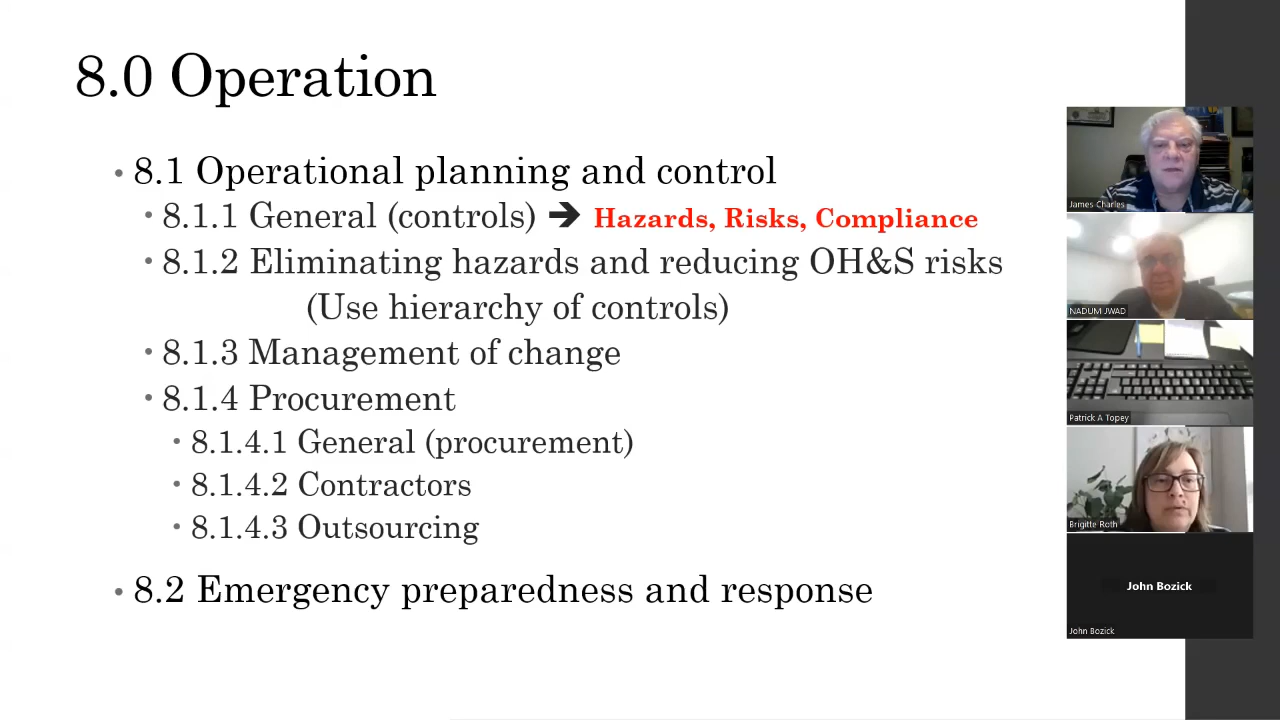 8.0 Operation
• 8.1 Operational planning and control
• 8.1.1 General (controls) ➔ Hazards, Risks, Compliance
• 8.1.2 Eliminating hazards and reducing OH&S risks
(Use hierarchy of controls)
• 8.1.3 Management of change
• 8.1.4 Procurement
• 8.1.4.1 General (procurement)
• 8.1.4.2 Contractors
• 8.1.4.3 Outsourcing
• 8.2 Emergency preparedness and response
James Charles
NADUM JWAD
Patrick A Topey
Brigitte Roth
John Bozick
John Bozick